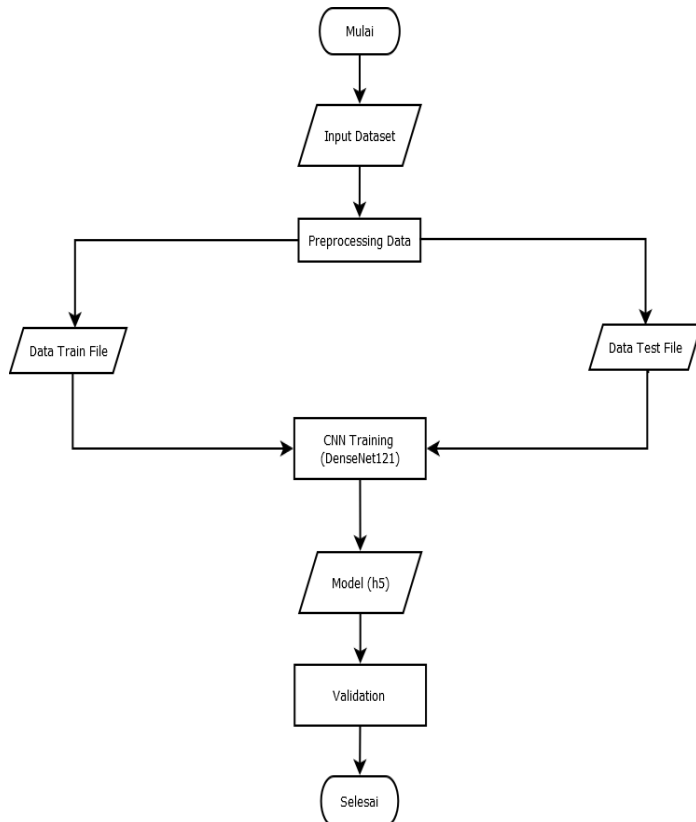 Mulai
Input Dataset
Preprocessing Data
Data Train File
Data Test File
CNN Training
(DenseNet121)
Model (h5)
Validation
Selesai